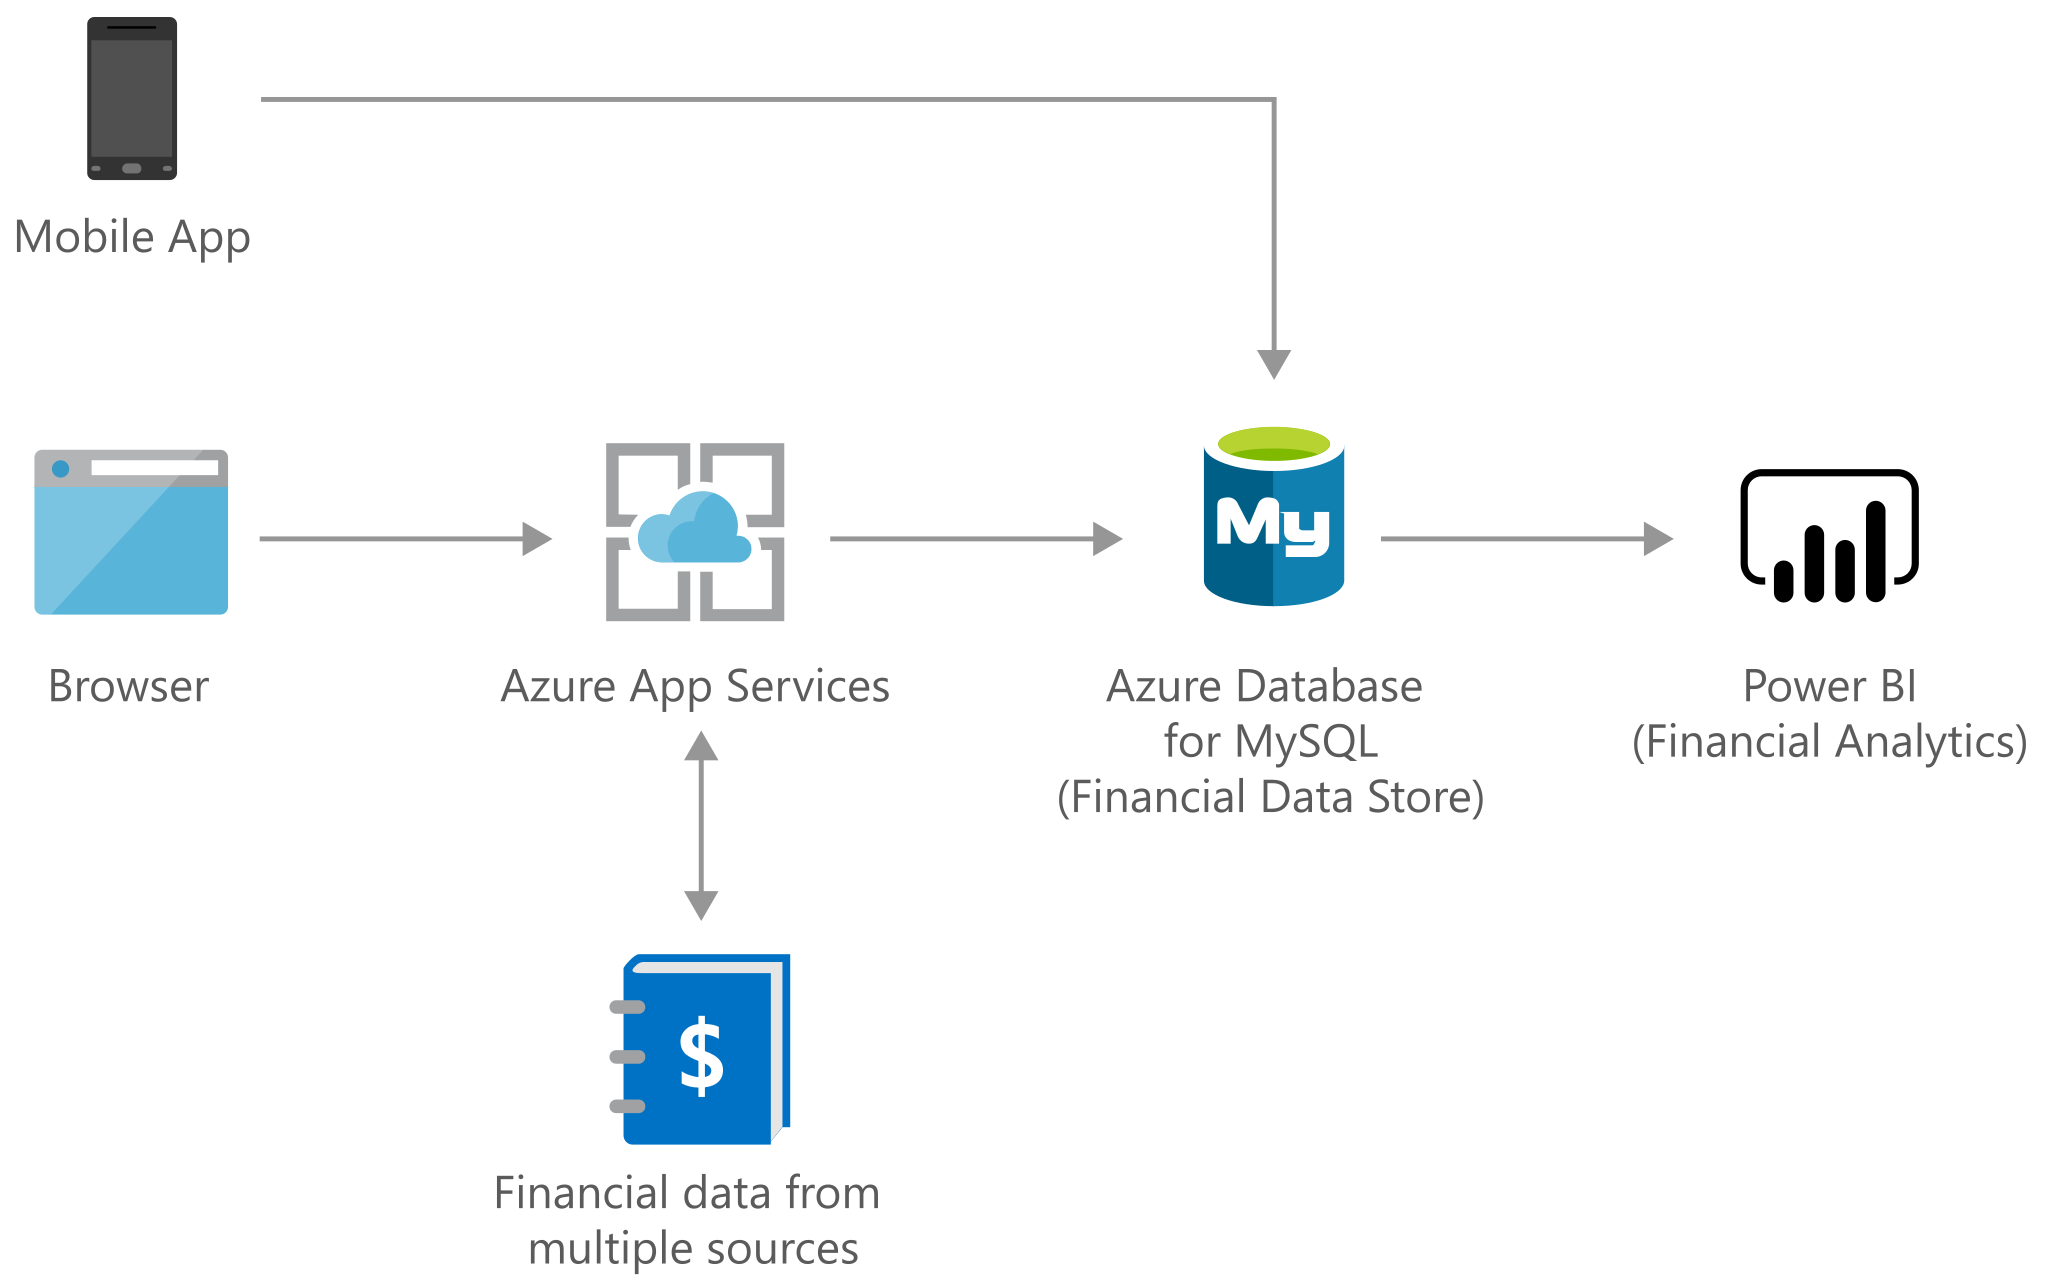 Mobile App
Browser
Azure App Services
My
Azure Database
for MySQL
(Financial Data Store)
Power BI
(Financial Analytics)
$
Financial data from
multiple sources